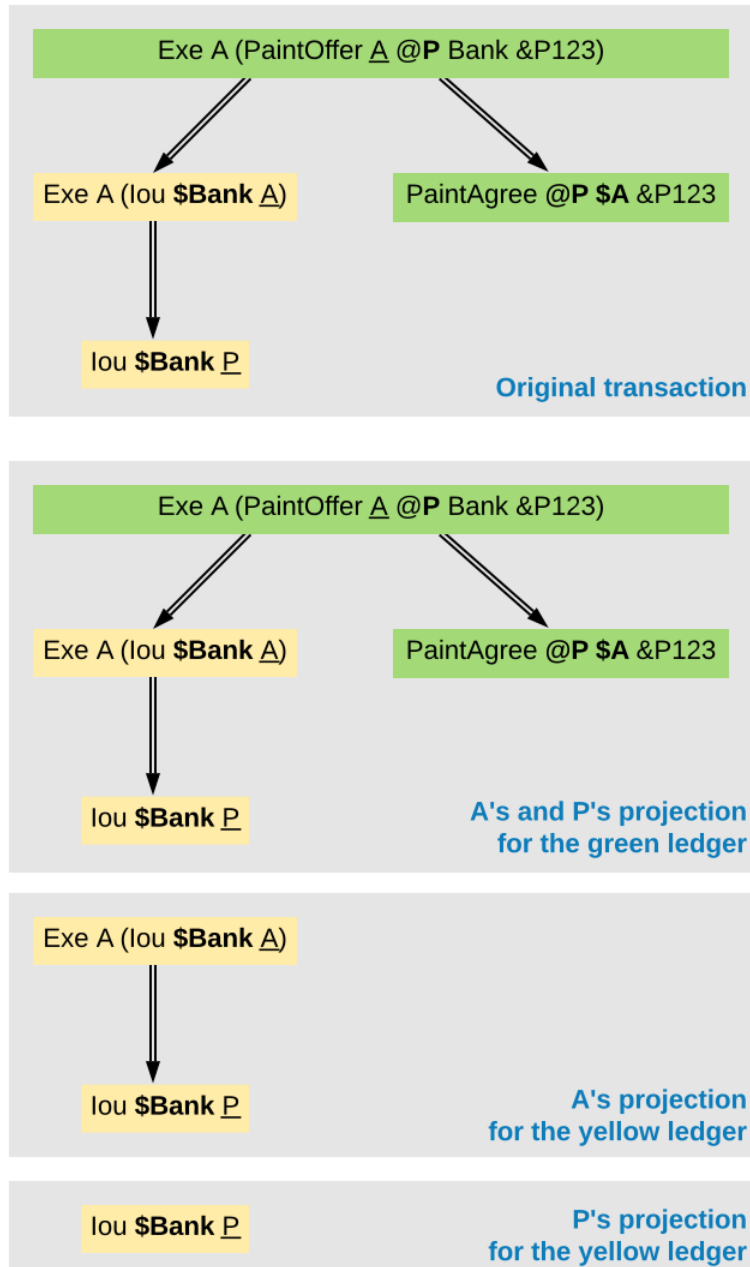 Exe A (PaintOffer A @P Bank &P123)
Exe A (Iou $Bank A)
PaintAgree @P $A &P123
Iou $Bank P
Original transaction
Exe A (PaintOffer A @P Bank &P123)
Exe A (Iou $Bank A)
PaintAgree @P $A &P123
Iou $Bank P
A's and P's projection
for the green ledger
Exe A (Iou $Bank A)
Iou $Bank P
A's projection
for the yellow ledger
Iou $Bank P
P's projection
for the yellow ledger